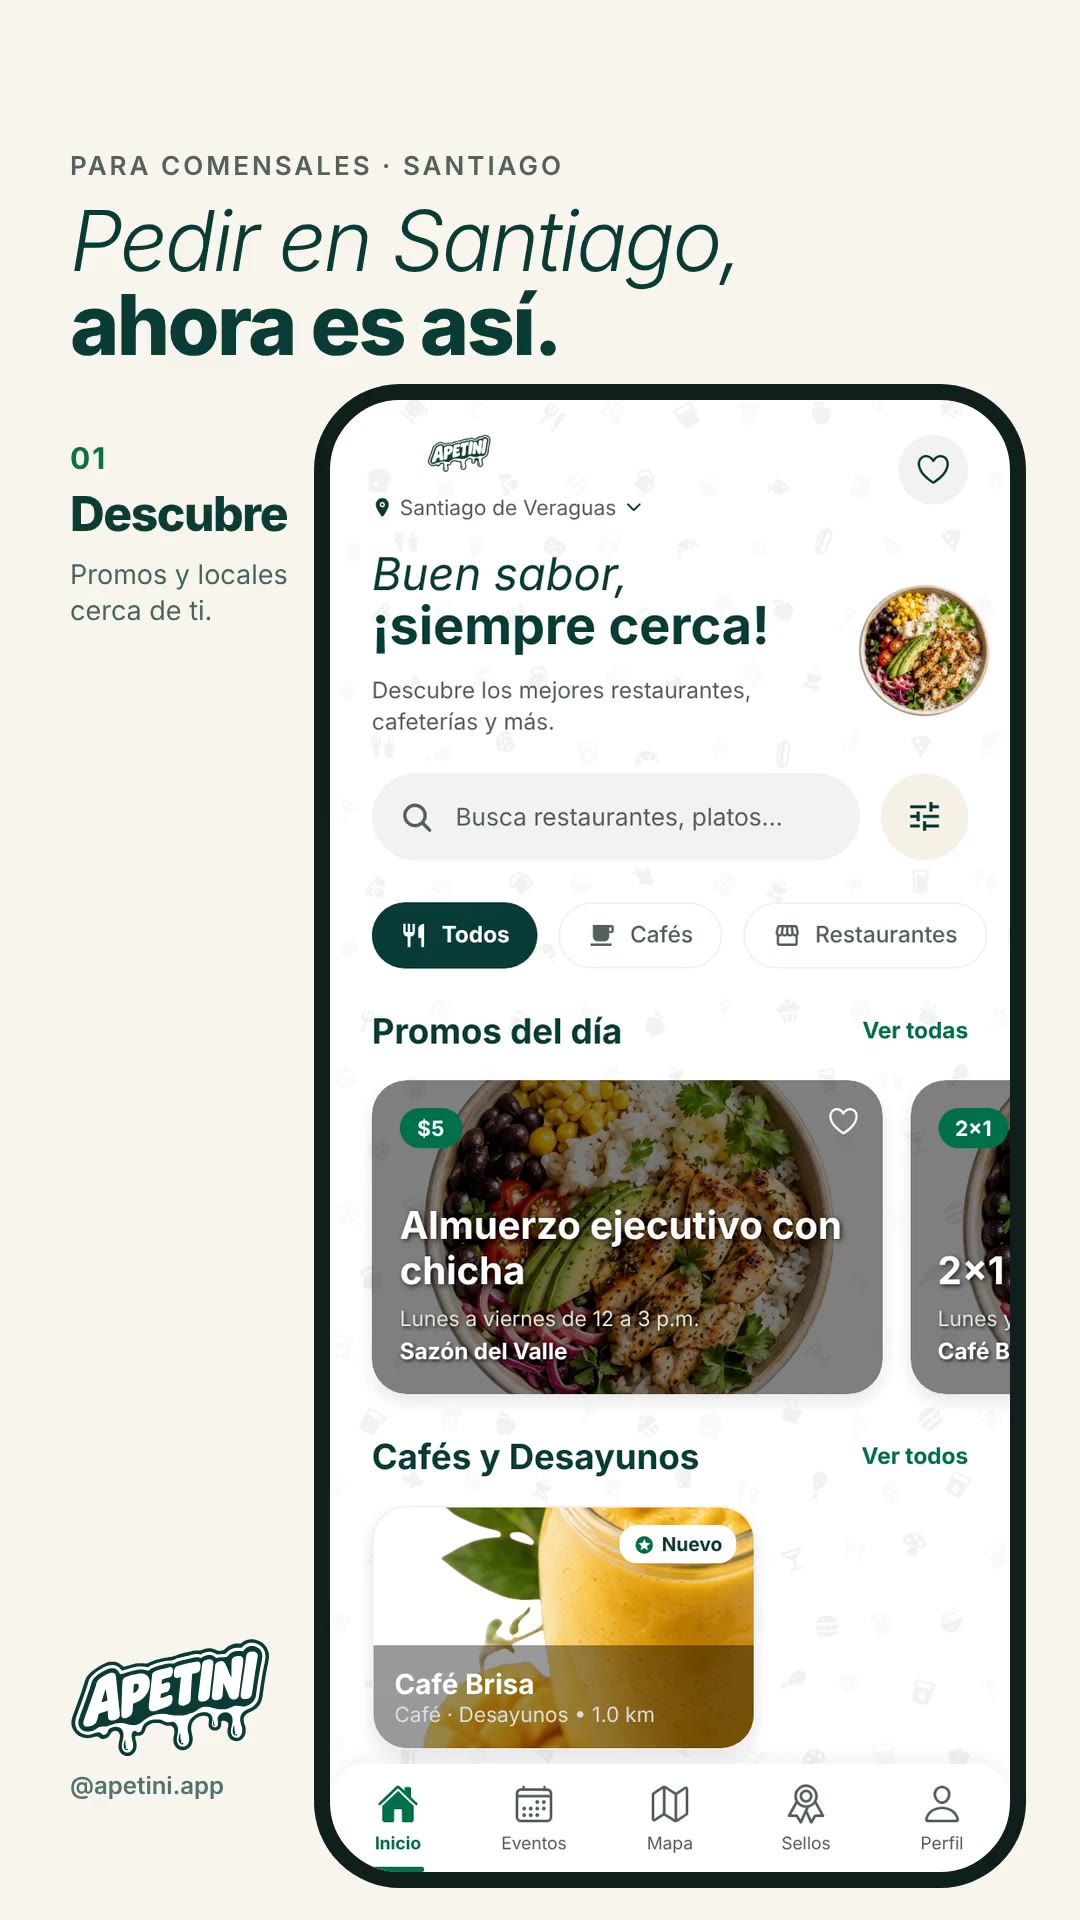 PARA COMENSALES · SANTIAGO
Pedir en Santiago,
ahora es así.
01
Descubre
Promos y locales
cerca de ti.
APETINI
Santiago de Veraguas
Buen sabor,
¡siempre cerca!
Descubre los mejores restaurantes,
cafeterías y más.
Busca restaurantes, platos...
Todos
Cafés
Restaurantes
Promos del día
Ver todas
$5
Almuerzo ejecutivo con
chicha
Lunes a viernes de 12 a 3 p.m.
Sazón del Valle
2×1
2×1
Lunes y
Café B
Cafés y Desayunos
Ver todos
Nuevo
Café Brisa
Café · Desayunos • 1.0 km
APETINI
@apetini.app
Inicio
Eventos
Mapa
Sellos
Perfil